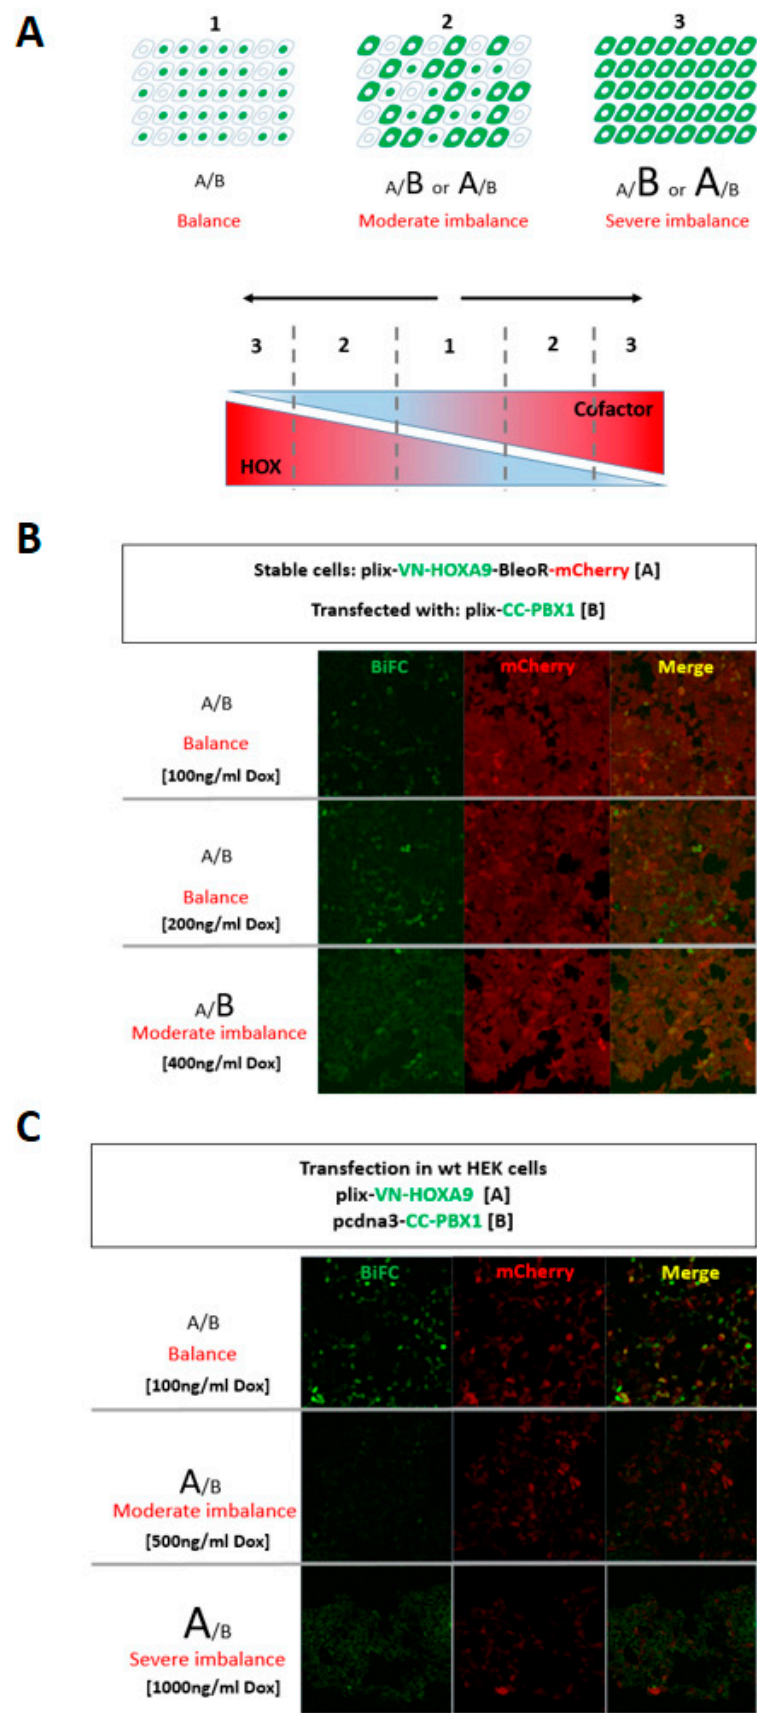 A
1 2 3
A/B A/B or A/B A/B or A/B
Balance Moderate imbalance Severe imbalance
3 2 1 2 3
Cofactor
HOX
B
Stable cells: plix-VN-HOXA9-BleoR-mCherry [A]
Transfected with: plix-CC-PBX1 [B]
BiFC mCherry Merge
A/B
Balance
[100ng/ml Dox]
A/B
Balance
[200ng/ml Dox]
A/B
Moderate imbalance
[400ng/ml Dox]
C
Transfection in wt HEK cells
plix-VN-HOXA9 [A]
pcdna3-CC-PBX1 [B]
BiFC mCherry Merge
A/B
Balance
[100ng/ml Dox]
A/B
Moderate imbalance
[500ng/ml Dox]
A/B
Severe imbalance
[1000ng/ml Dox]